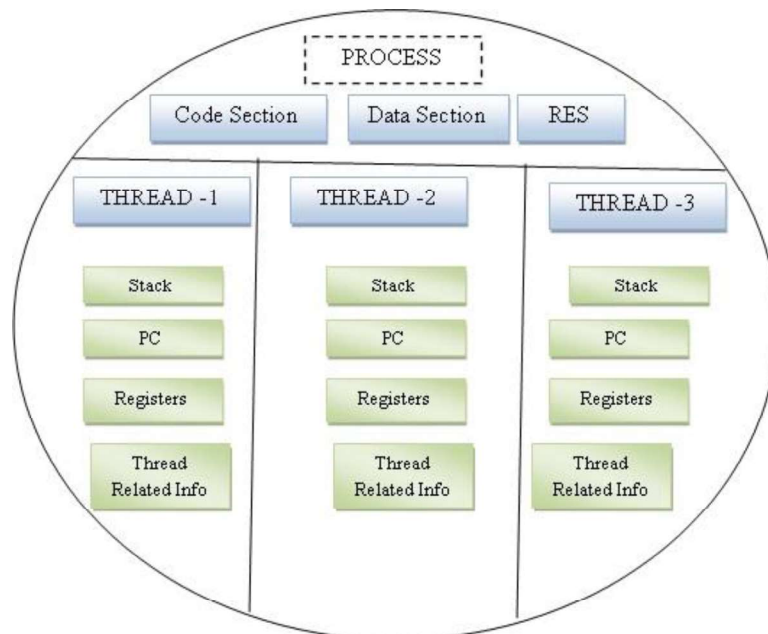 PROCESS
Code Section
Data Section
RES
THREAD -1
THREAD -2
THREAD -3
Stack
Stack
Stack
PC
PC
PC
Registers
Registers
Registers
Thread
Related Info
Thread
Related Info
Thread
Related Info